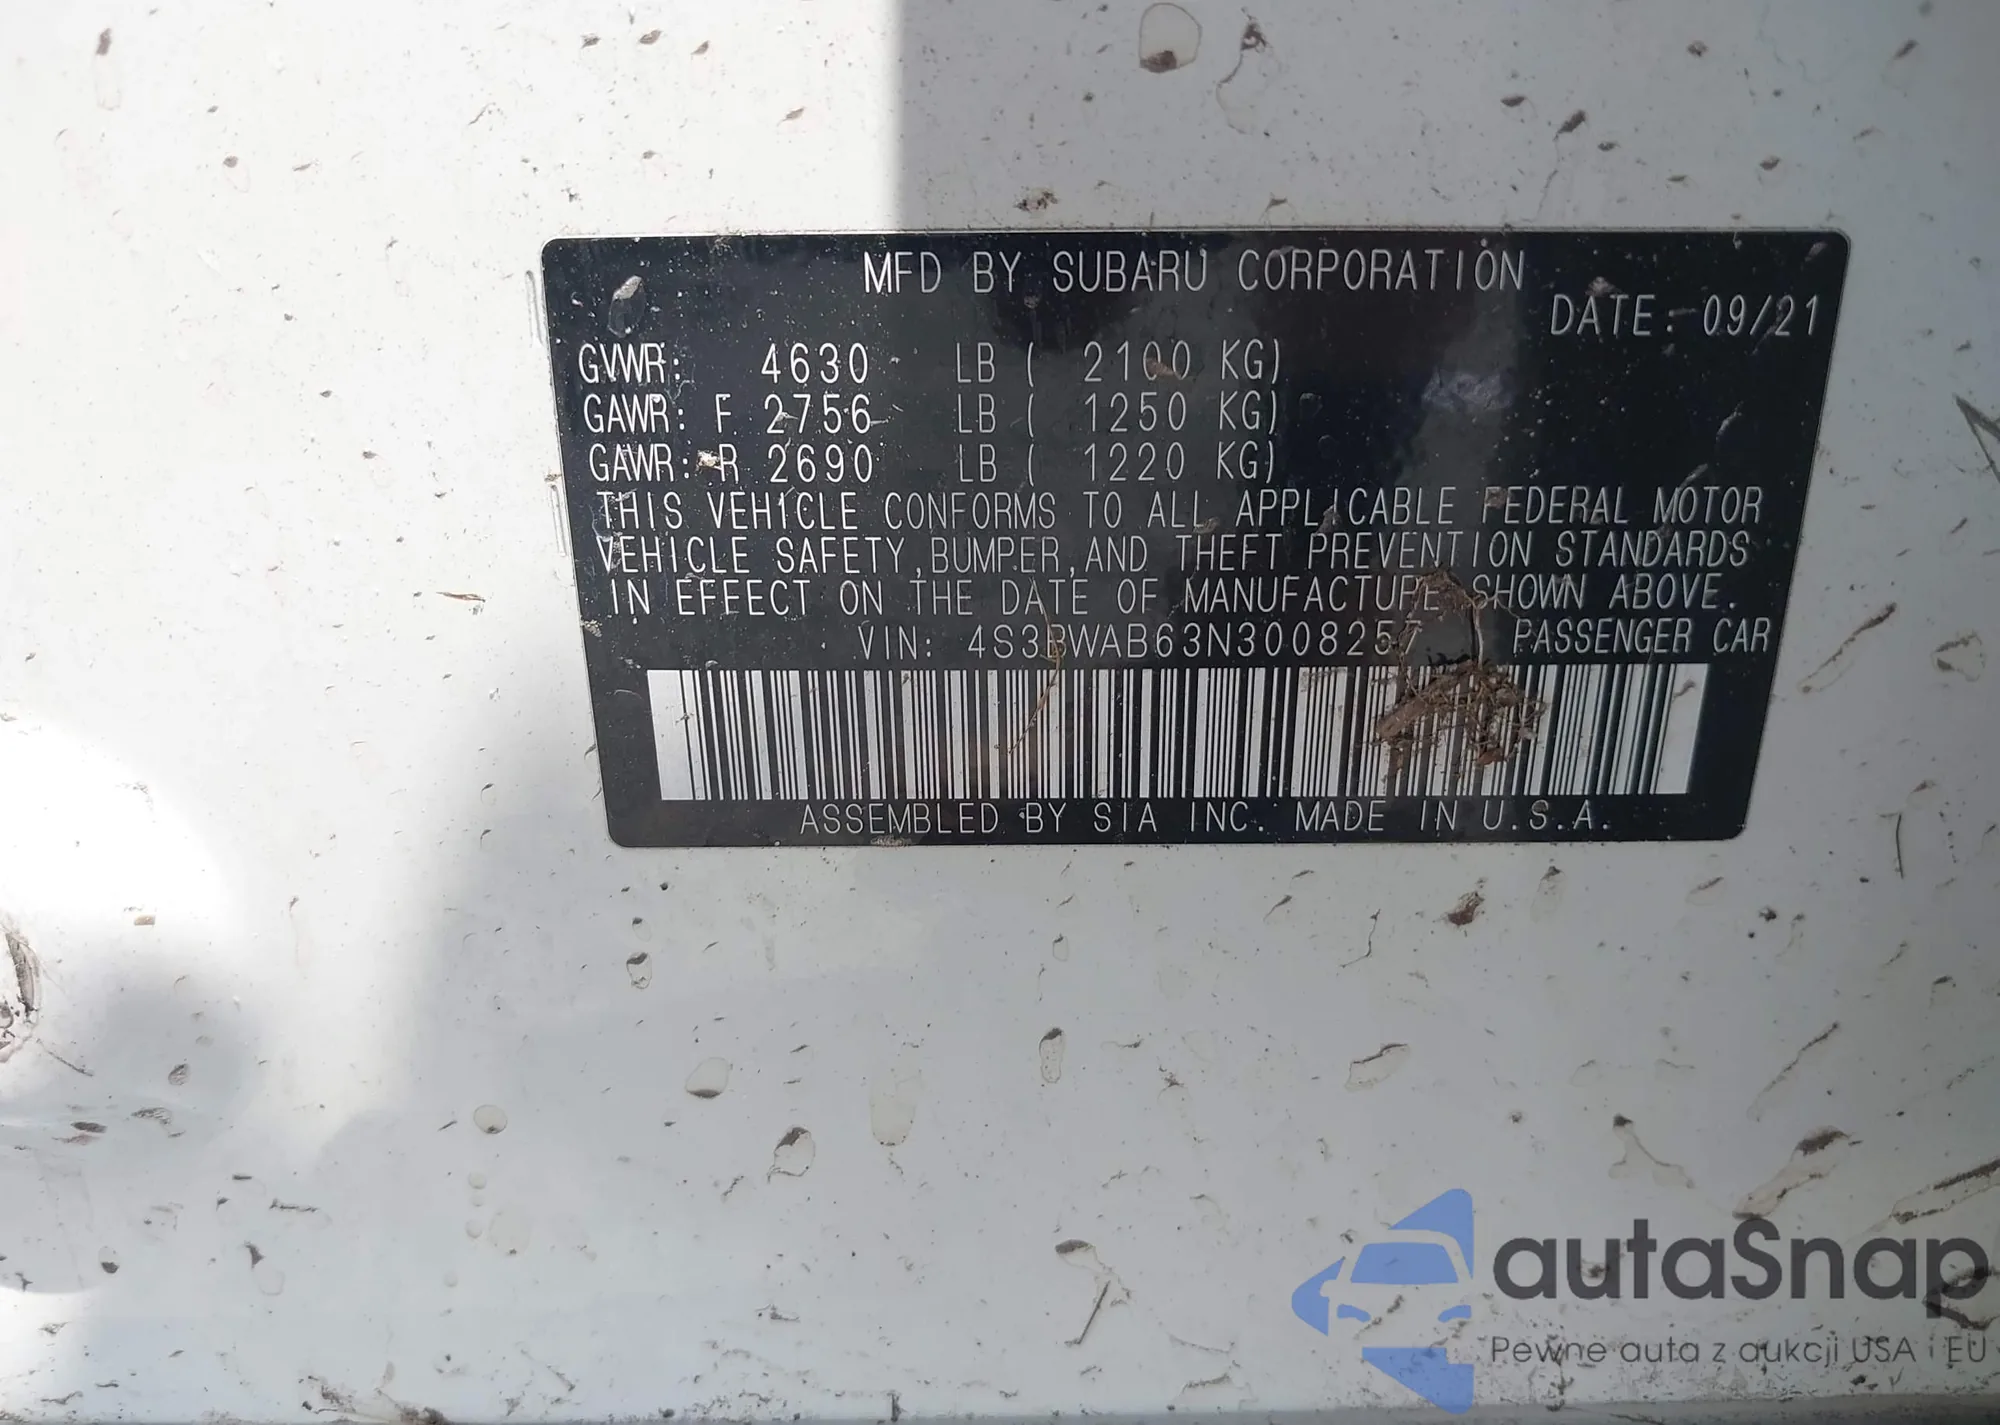 MFD BY SUBARU CORPORATION
DATE: 09/21
GVWR: 4630 LB ( 2100 KG)
GAWR: F 2756 LB ( 1250 KG)
GAWR: R 2690 LB ( 1220 KG)
THIS VEHICLE CONFORMS TO ALL APPLICABLE FEDERAL MOTOR
VEHICLE SAFETY, BUMPER, AND THEFT PREVENTION STANDARDS
IN EFFECT ON THE DATE OF MANUFACTURE SHOWN ABOVE.
VIN: 4S3BWAB63N3008257 PASSENGER CAR
ASSEMBLED BY SIA INC. MADE IN U.S.A.
autaSnap
Pewne auta z aukcji USA i EU